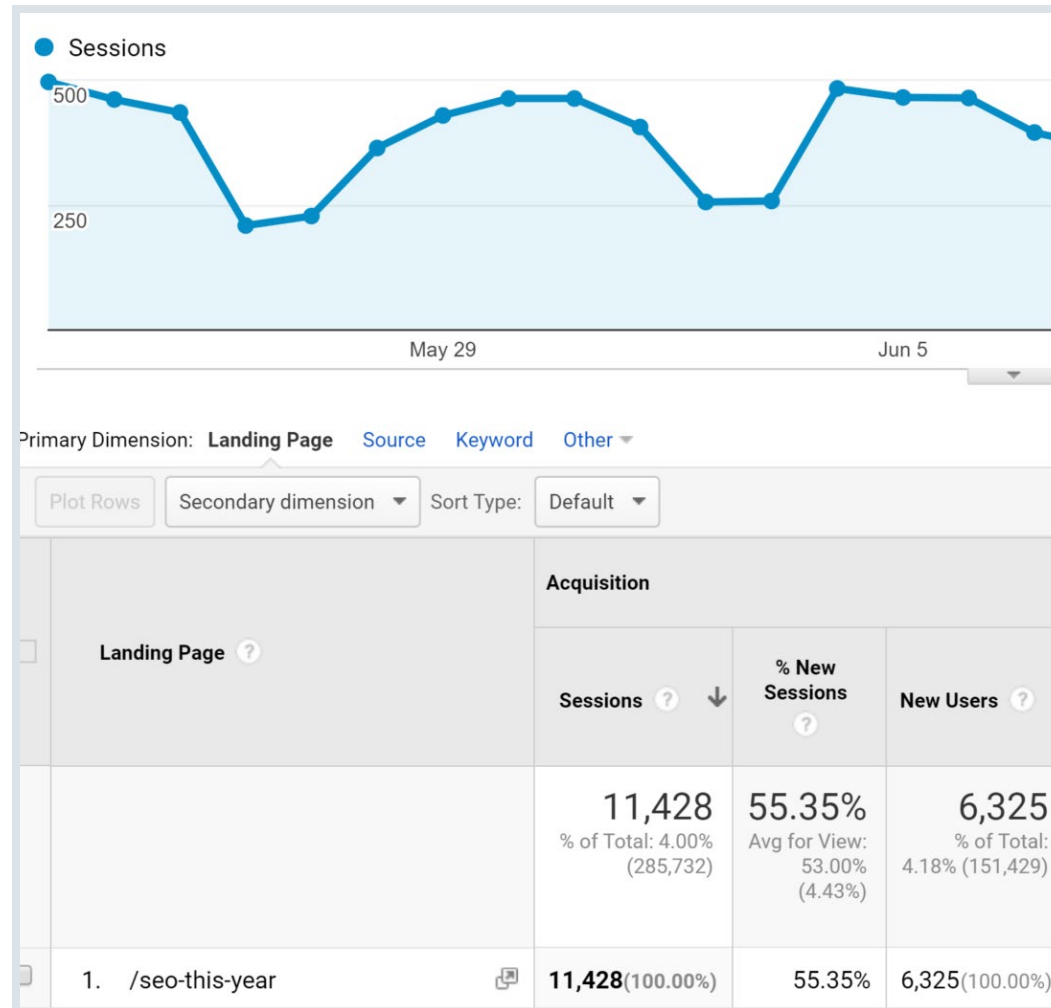 Sessions
500
250
May 29
Jun 5
Primary Dimension: Landing Page Source Keyword Other
Plot Rows Secondary dimension Sort Type: Default
Acquisition
Landing Page ?
Sessions ?
% New
Sessions
?
New Users ?
11,428
% of Total: 4.00%
(285,732)
55.35%
Avg for View:
53.00%
(4.43%)
6,325
% of Total:
4.18% (151,429)
1. /seo-this-year 11,428(100.00%) 55.35% 6,325(100.00%)